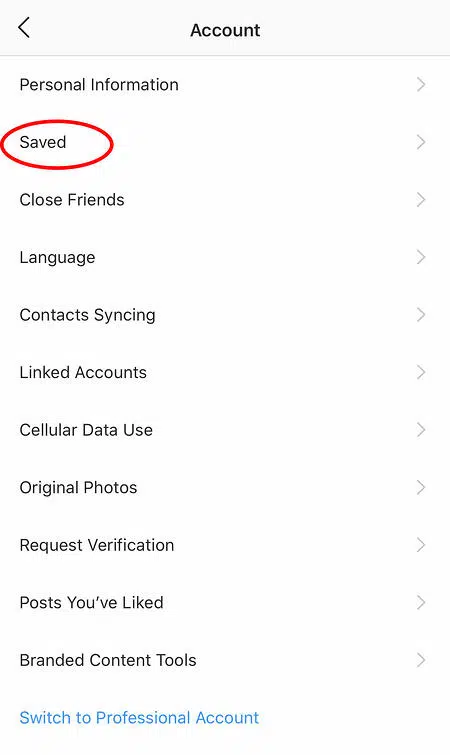 Account
Personal Information
Saved
Close Friends
Language
Contacts Syncing
Linked Accounts
Cellular Data Use
Original Photos
Request Verification
Posts You’ve Liked
Branded Content Tools
Switch to Professional Account